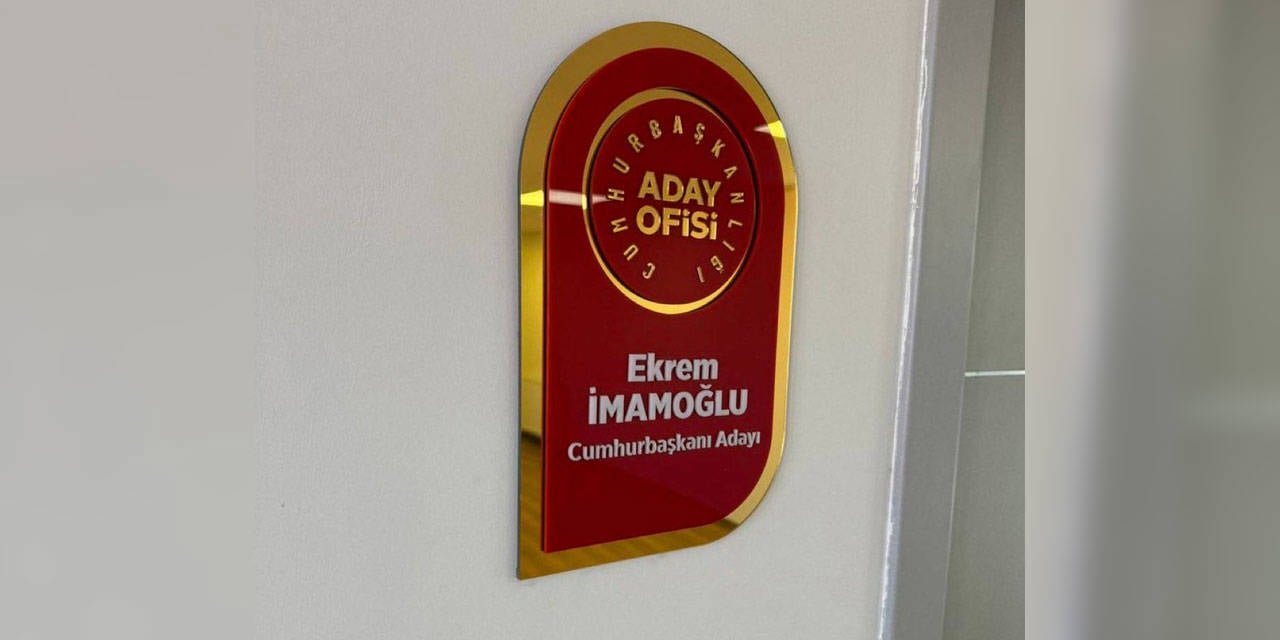 CUMHURBAŞKANLIĞI
ADAY
OFİSİ
Ekrem
İMAMOĞLU
Cumhurbaşkanı Adayı